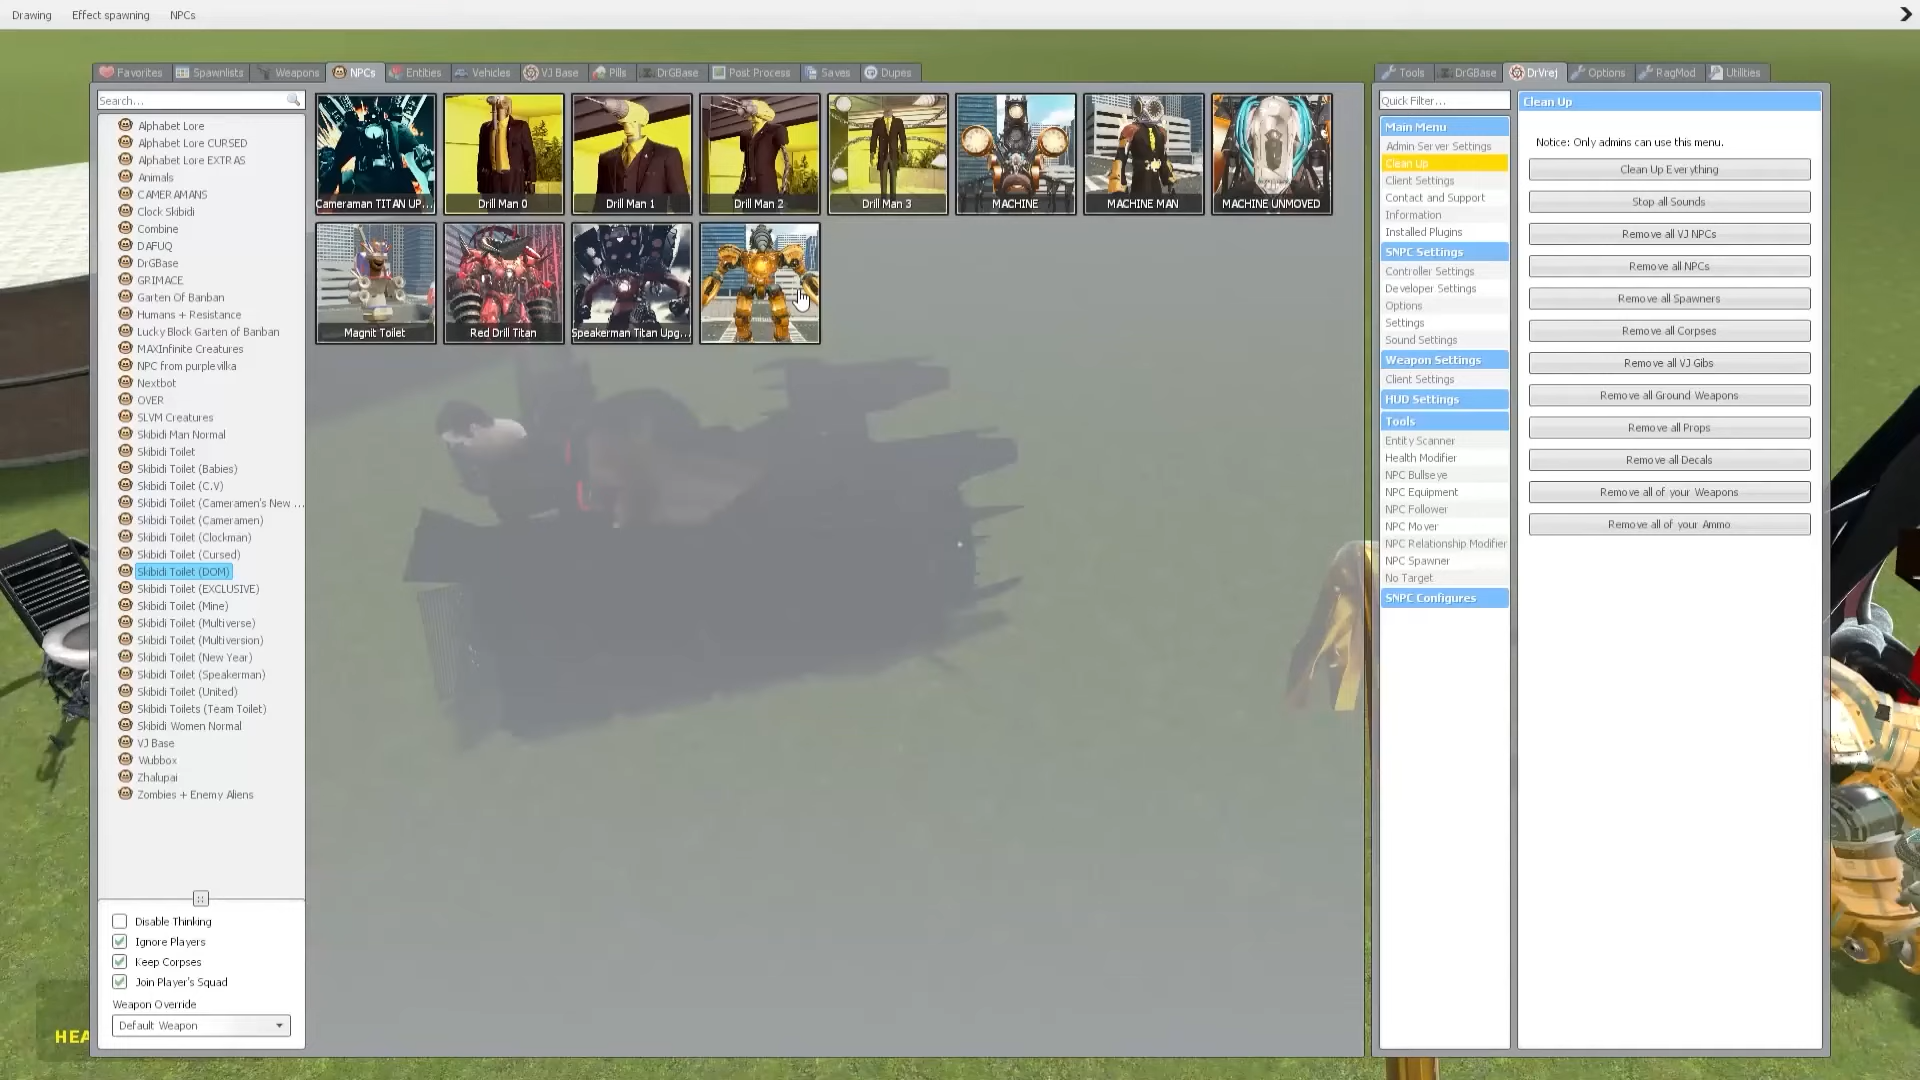 Drawing Effect spawning NPCs
Favorites Spawnlists Weapons NPCs Entities Vehicles VJ Base Pills DrGBase Post Process Saves Dupes
Search...
Alphabet Lore
Alphabet Lore CURSED
Alphabet Lore EXTRAS
Animals
CAMERAMANS
Clock Skibidi
Combine
DAFUQ
DrGBase
GRIMACE
Garten Of Banban
Humans + Resistance
Lucky Block Garten of Banban
MAXInfinite Creatures
NPC from purplevilka
Nextbot
OVER
SLVM Creatures
Skibidi Man Normal
Skibidi Toilet
Skibidi Toilet (Babies)
Skibidi Toilet (C.V)
Skibidi Toilet (Cameramen's New ...
Skibidi Toilet (Cameramen)
Skibidi Toilet (Clockman)
Skibidi Toilet (Cursed)
Skibidi Toilet (DOM)
Skibidi Toilet (EXCLUSIVE)
Skibidi Toilet (Mine)
Skibidi Toilet (Multiverse)
Skibidi Toilet (Multiversion)
Skibidi Toilet (New Year)
Skibidi Toilet (Speakerman)
Skibidi Toilet (United)
Skibidi Toilets (Team Toilet)
Skibidi Women Normal
VJ Base
Wubbox
Zhalupai
Zombies + Enemy Aliens
Disable Thinking
Ignore Players
Keep Corpses
Join Player's Squad
Weapon Override
Default Weapon
HEA
Cameraman TITAN UP... Drill Man 0 Drill Man 1 Drill Man 2 Drill Man 3 MACHINE MACHINE MAN MACHINE UNMOVED
Magnit Toilet Red Drill Titan Speakerman Titan Upg...
Tools DrGBase DrVrej Options RagMod Utilities
Quick Filter...
Main Menu
Admin Server Settings
Clean Up
Client Settings
Contact and Support
Information
Installed Plugins
SNPC Settings
Controller Settings
Developer Settings
Options
Settings
Sound Settings
Weapon Settings
Client Settings
HUD Settings
Tools
Entity Scanner
Health Modifier
NPC Bullseye
NPC Equipment
NPC Follower
NPC Mover
NPC Relationship Modifier
NPC Spawner
No Target
SNPC Configures
Clean Up
Notice: Only admins can use this menu.
Clean Up Everything
Stop all Sounds
Remove all VJ NPCs
Remove all NPCs
Remove all Spawners
Remove all Corpses
Remove all VJ Gibs
Remove all Ground Weapons
Remove all Props
Remove all Decals
Remove all of your Weapons
Remove all of your Ammo